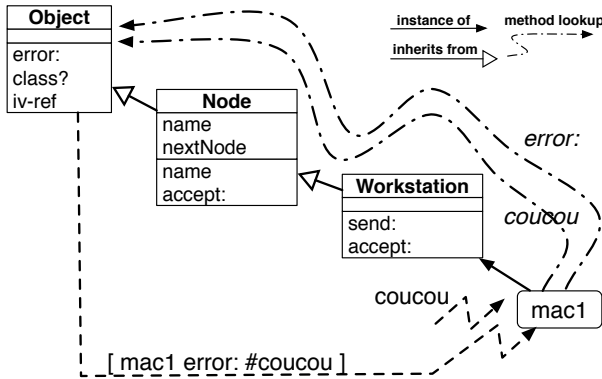 Object
error:
class?
iv-ref
Node
name
nextNode
name
accept:
Workstation
send:
accept:
instance of
inherits from
method lookup
error:
coucou
coucou
mac1
[ mac1 error: #coucou ]